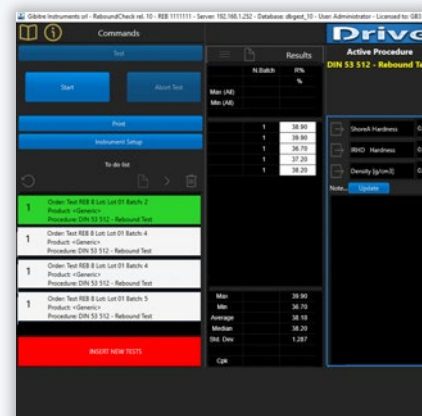 Gibitre Instruments srl - ReboundCheck rel. 10 - REB 1111111 - Server: 192.168.1.232 - Database: dbgest_10 - User: Administrator - Licensed to: GB3
Commands
Test
Start
Abort Test
Print
Instrument Setup
To do list
1
Order: Test REB 8 Lot: Lot 01 Batch: 2
Product: <Generic>
Procedure: DIN 53 512 - Rebound Test
1
Order: Test REB 8 Lot: Lot 01 Batch: 4
Product: <Generic>
Procedure: DIN 53 512 - Rebound Test
1
Order: Test REB 8 Lot: Lot 01 Batch: 4
Product: <Generic>
Procedure: DIN 53 512 - Rebound Test
1
Order: Test REB 8 Lot: Lot 01 Batch: 5
Product: <Generic>
Procedure: DIN 53 512 - Rebound Test
INSERT NEW TESTS
Results
N.Batch R%
%
Max (All)
Min (All)
1 38.90
1 39.90
1 36.70
1 37.20
1 38.20
Max 39.90
Min 36.70
Average 38.18
Median 38.20
Std. Dev 1.287
Cpk
Drive
Active Procedure
DIN 53 512 - Rebound Te
ShoreA Hardness
IRHD Hardness
Density [g/cm3]
Note...
Update